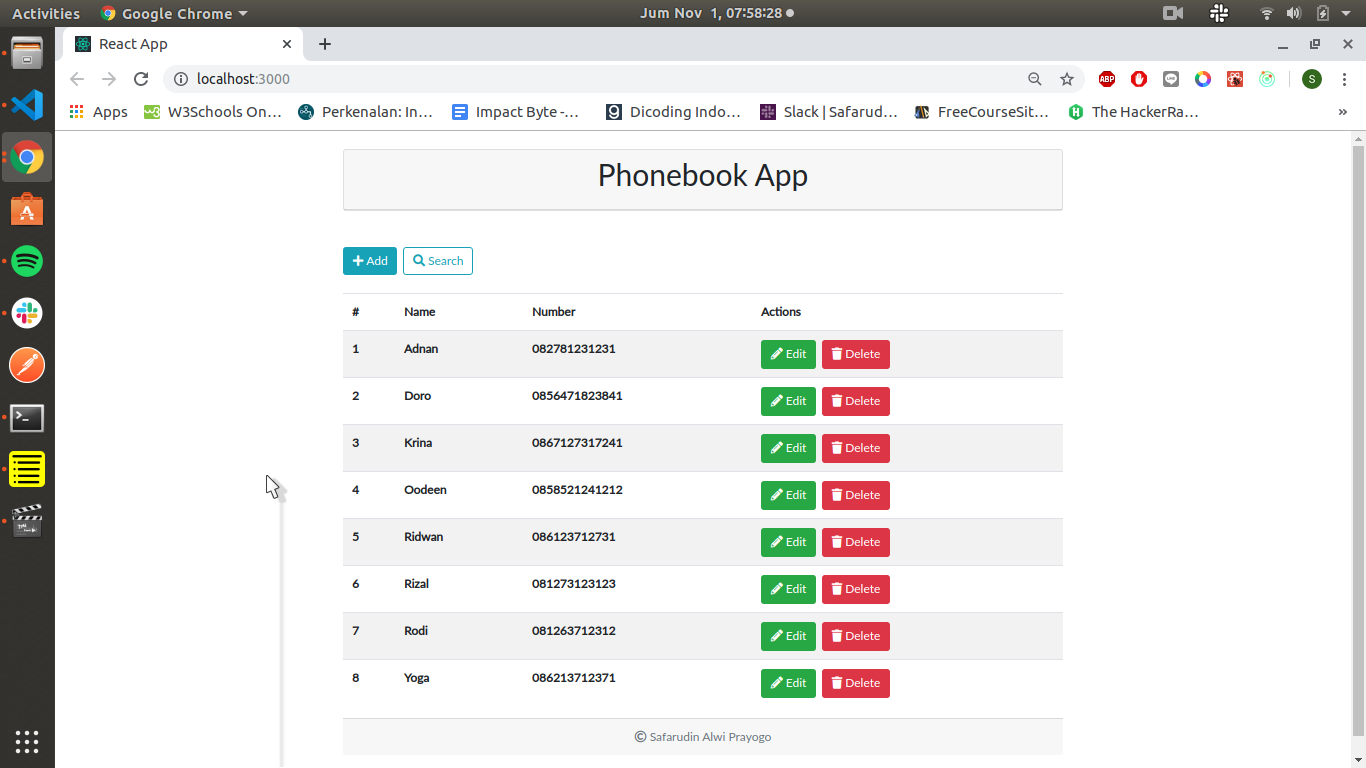 Activities Google Chrome Jum Nov 1, 07:58:28
React App
localhost:3000 ABP S
Apps W3Schools On... Perkenalan: In... Impact Byte -... Dicoding Indo... Slack | Safarud... FreeCourseSit... The HackerRa... »
Phonebook App
Add Search
# Name Number Actions
1 Adnan 082781231231 Edit Delete
2 Doro 0856471823841 Edit Delete
3 Krina 0867127317241 Edit Delete
4 Oodeen 0858521241212 Edit Delete
5 Ridwan 086123712731 Edit Delete
6 Rizal 081273123123 Edit Delete
7 Rodi 081263712312 Edit Delete
8 Yoga 086213712371 Edit Delete
© Safarudin Alwi Prayogo